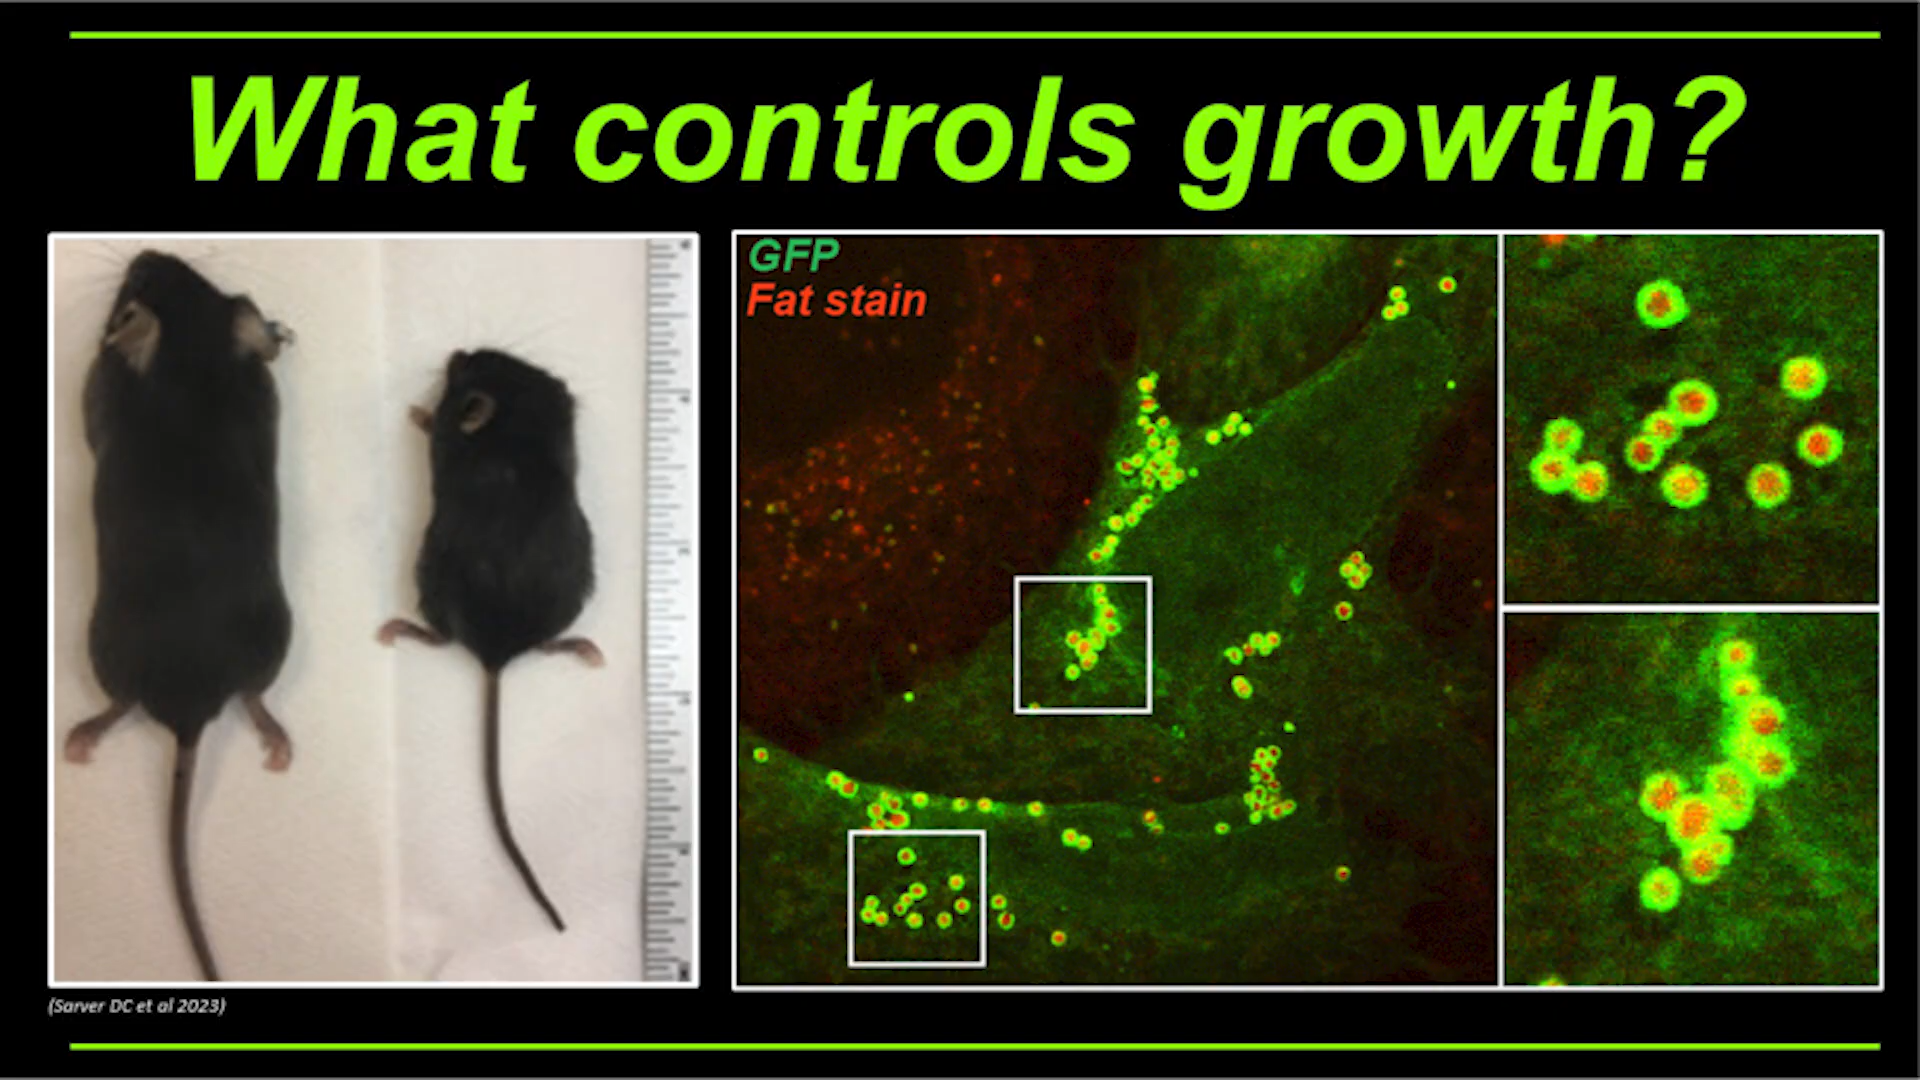 What controls growth?
GFP
Fat stain
(Sarver DC et al 2023)